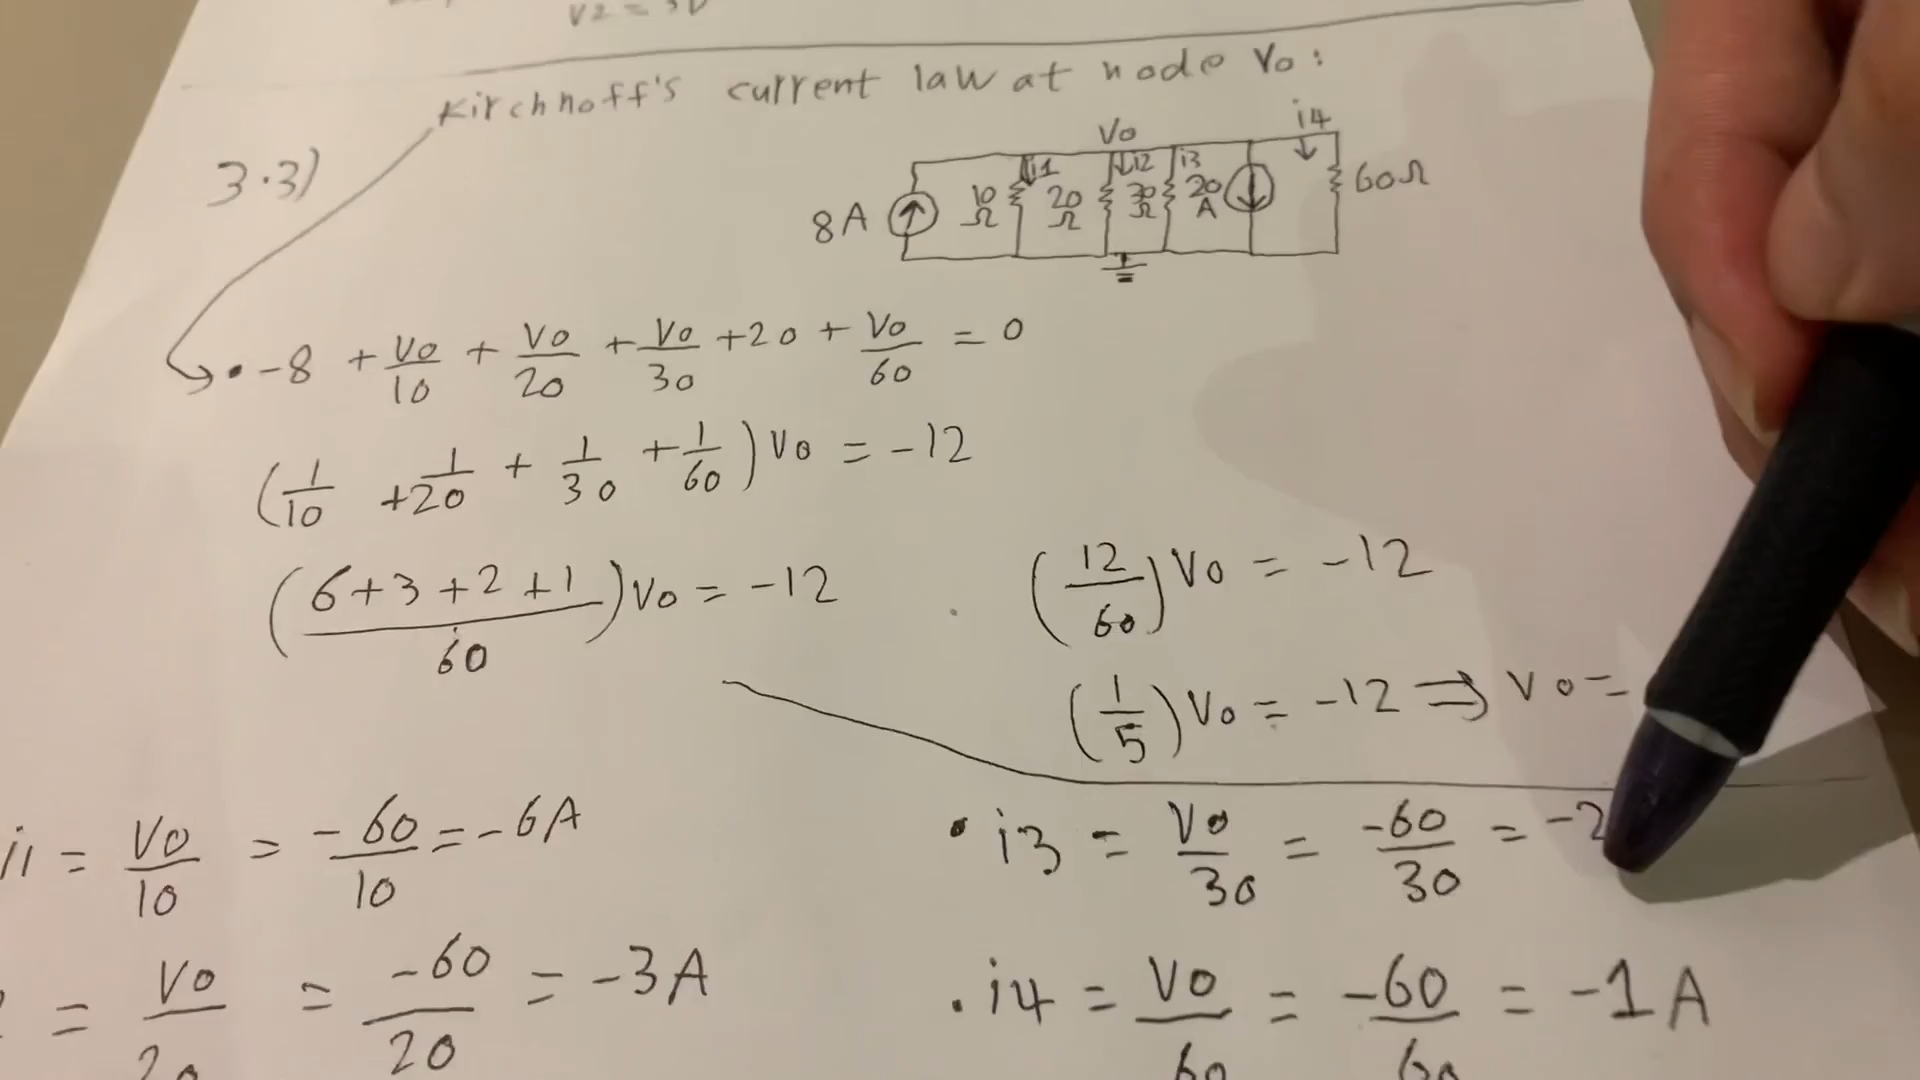 V2 =
Kirchhoff's current law at node Vo:
3.3)
Vo i4
i1 i2 i3
8A 10 Ω 20 Ω 30 Ω 20 A 60Ω
-8 + Vo/10 + Vo/20 + Vo/30 + 20 + Vo/60 = 0
(1/10 + 1/20 + 1/30 + 1/60) Vo = -12
((6+3+2+1)/60) Vo = -12
(12/60) Vo = -12
(1/5) Vo = -12 ⇒ Vo =
i1 = Vo/10 = -60/10 = -6A
= Vo/20 = -60/20 = -3A
• i3 = Vo/30 = -60/30 = -2
. i4 = Vo/60 = -60/60 = -1A